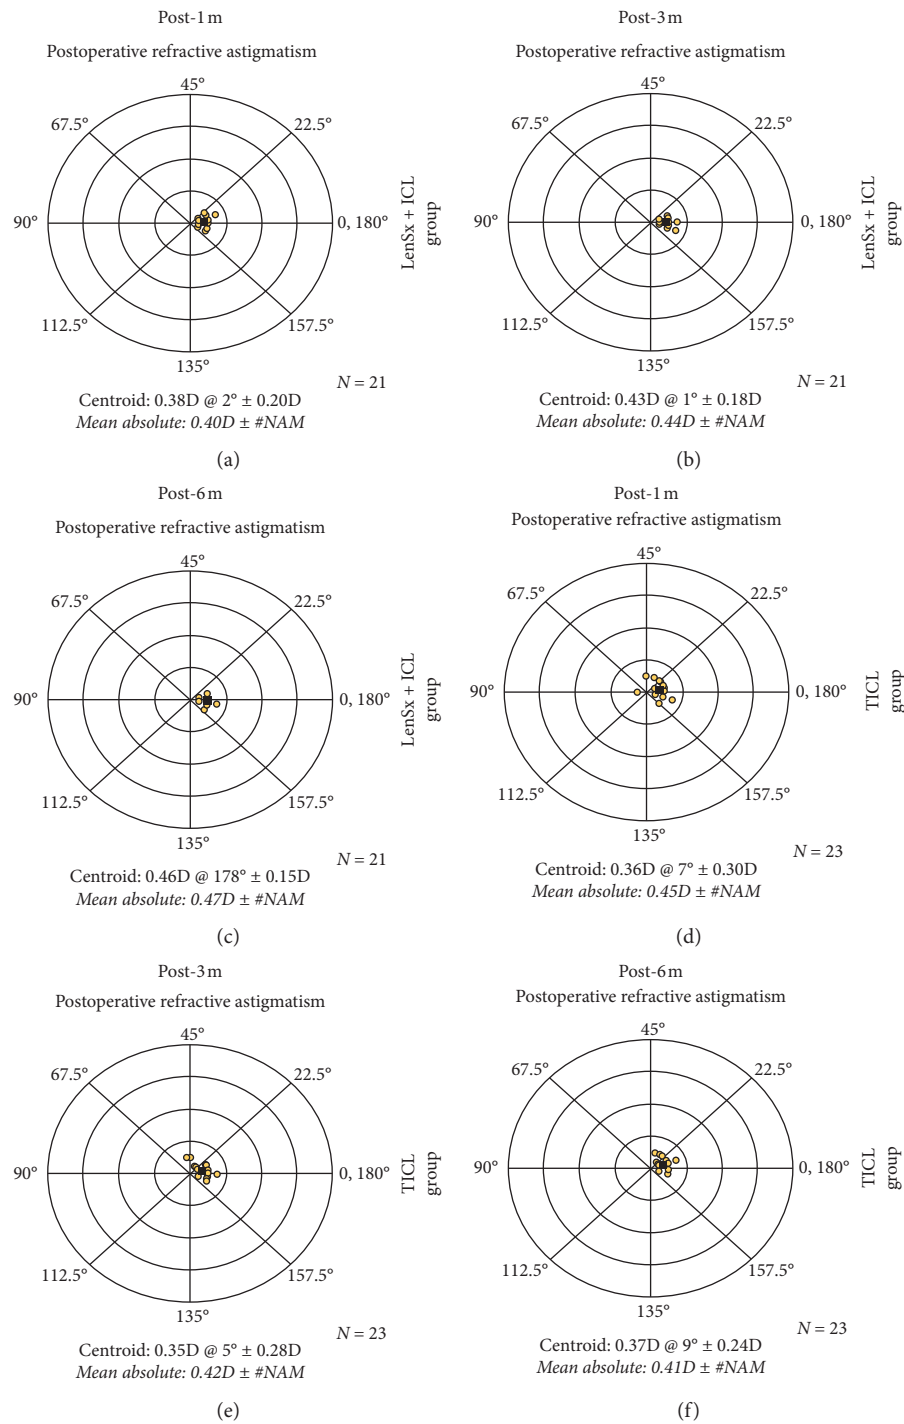 Post-1 m
Postoperative refractive astigmatism
45°
67.5°
22.5°
90°
0, 180°
112.5°
157.5°
135°
LenSx + ICL
group
N = 21
Centroid: 0.38D @ 2° ± 0.20D
Mean absolute: 0.40D ± #NAM
(a)
Post-3 m
Postoperative refractive astigmatism
45°
67.5°
22.5°
90°
0, 180°
112.5°
157.5°
135°
LenSx + ICL
group
N = 21
Centroid: 0.43D @ 1° ± 0.18D
Mean absolute: 0.44D ± #NAM
(b)
Post-6 m
Postoperative refractive astigmatism
45°
67.5°
22.5°
90°
0, 180°
112.5°
157.5°
135°
LenSx + ICL
group
N = 21
Centroid: 0.46D @ 178° ± 0.15D
Mean absolute: 0.47D ± #NAM
(c)
Post-1 m
Postoperative refractive astigmatism
45°
67.5°
22.5°
90°
0, 180°
112.5°
157.5°
135°
TICL
group
N = 23
Centroid: 0.36D @ 7° ± 0.30D
Mean absolute: 0.45D ± #NAM
(d)
Post-3 m
Postoperative refractive astigmatism
45°
67.5°
22.5°
90°
0, 180°
112.5°
157.5°
135°
TICL
group
N = 23
Centroid: 0.35D @ 5° ± 0.28D
Mean absolute: 0.42D ± #NAM
(e)
Post-6 m
Postoperative refractive astigmatism
45°
67.5°
22.5°
90°
0, 180°
112.5°
157.5°
135°
TICL
group
N = 23
Centroid: 0.37D @ 9° ± 0.24D
Mean absolute: 0.41D ± #NAM
(f)